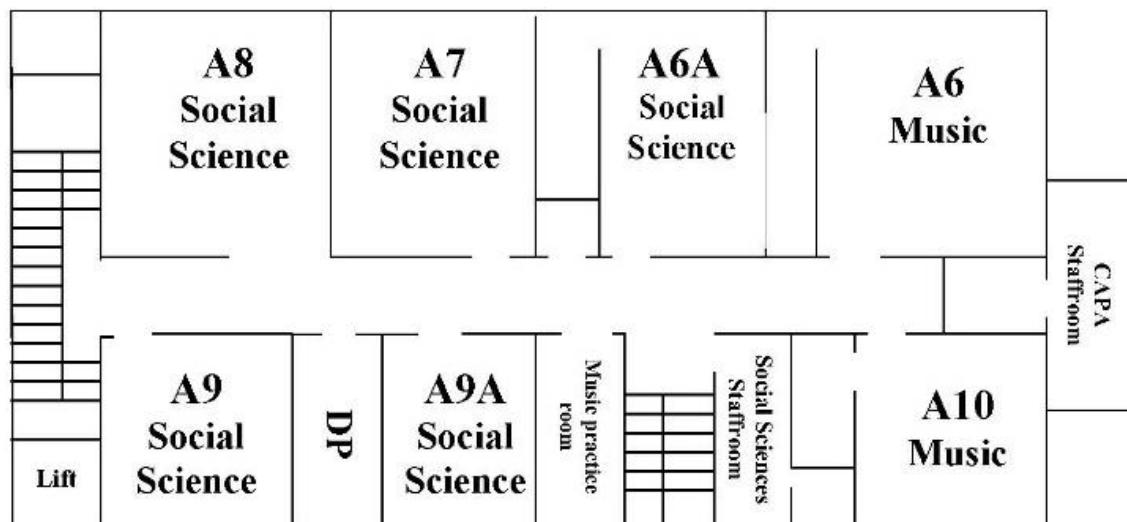 A8
Social
Science
A7
Social
Science
A6A
Social
Science
A6
Music
CAPA
Staffroom
Lift
A9
Social
Science
DP
A9A
Social
Science
Music practice
room
Social Sciences
Staffroom
A10
Music